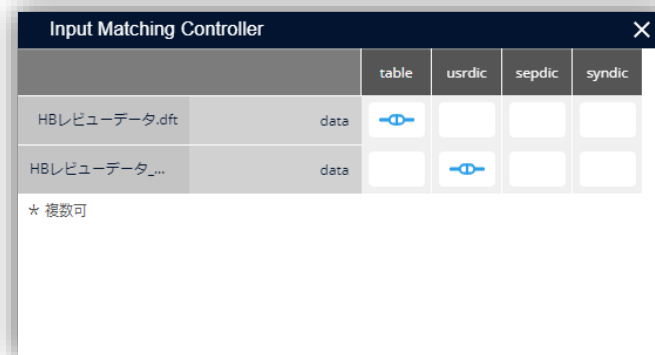 Input Matching Controller
table usrdic sepdic syndic
HBレビューデータ.dft data
HBレビューデータ_... data
* 複数可